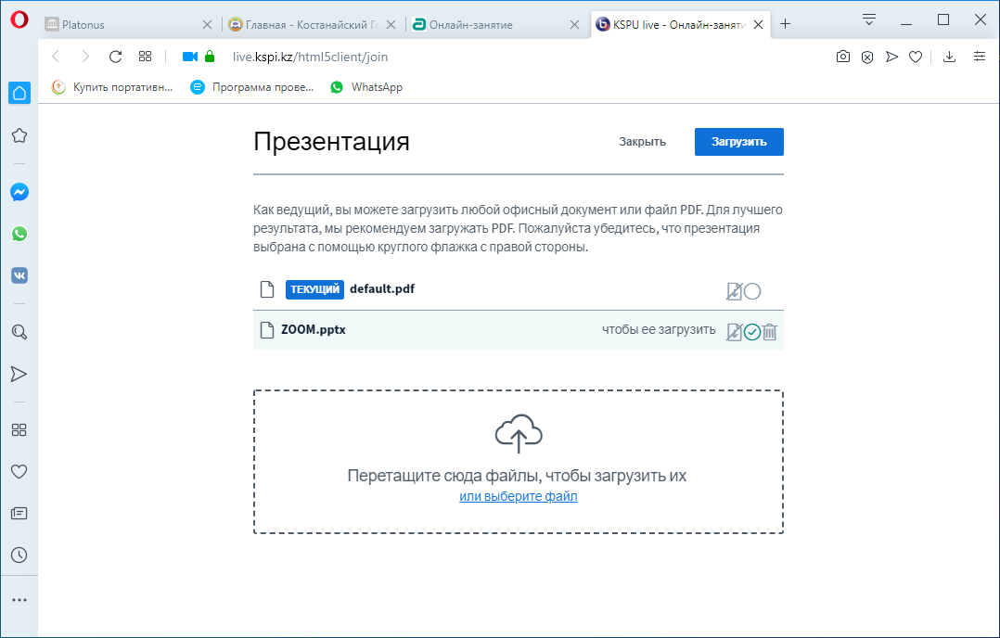 Platonus
Главная - Костанайский Го
Онлайн-занятие
KSPU live - Онлайн-заняти
live.kspi.kz/html5client/join
Купить портативн...
Программа прове...
WhatsApp
Презентация
Закрыть
Загрузить
Как ведущий, вы можете загрузить любой офисный документ или файл PDF. Для лучшего
результата, мы рекомендуем загружать PDF. Пожалуйста убедитесь, что презентация
выбрана с помощью круглого флажка с правой стороны.
ТЕКУЩИЙ default.pdf
ZOOM.pptx чтобы ее загрузить
Перетащите сюда файлы, чтобы загрузить их
или выберите файл